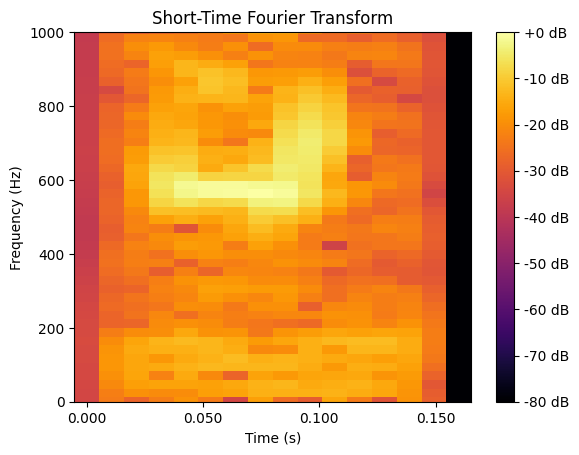 Short-Time Fourier Transform
1000
800
600
400
200
0
Frequency (Hz)
0.000
0.050
0.100
0.150
Time (s)
+0 dB
-10 dB
-20 dB
-30 dB
-40 dB
-50 dB
-60 dB
-70 dB
-80 dB